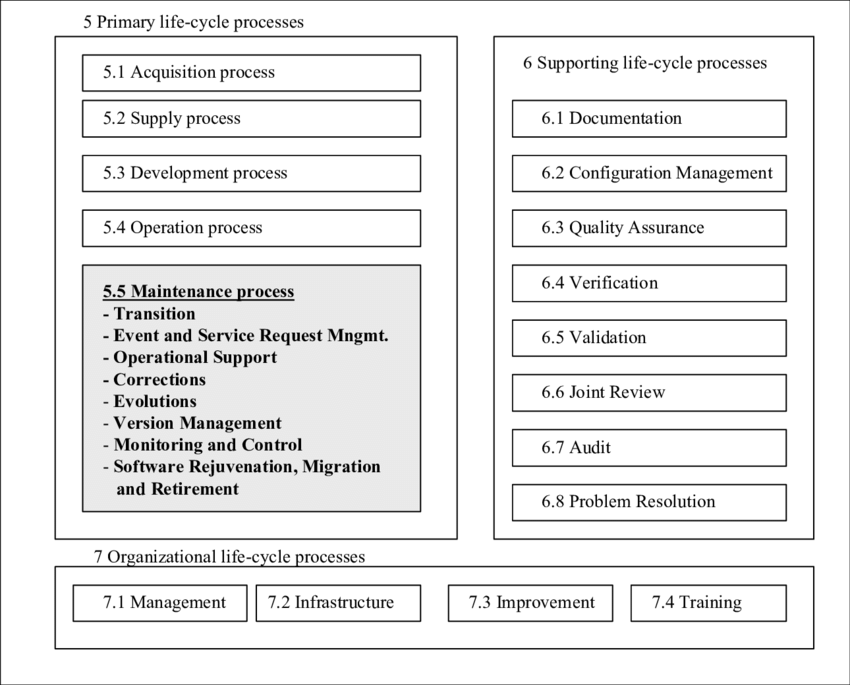 5 Primary life-cycle processes
5.1 Acquisition process
5.2 Supply process
5.3 Development process
5.4 Operation process
5.5 Maintenance process
- Transition
- Event and Service Request Mngmt.
- Operational Support
- Corrections
- Evolutions
- Version Management
- Monitoring and Control
- Software Rejuvenation, Migration
and Retirement
6 Supporting life-cycle processes
6.1 Documentation
6.2 Configuration Management
6.3 Quality Assurance
6.4 Verification
6.5 Validation
6.6 Joint Review
6.7 Audit
6.8 Problem Resolution
7 Organizational life-cycle processes
7.1 Management
7.2 Infrastructure
7.3 Improvement
7.4 Training